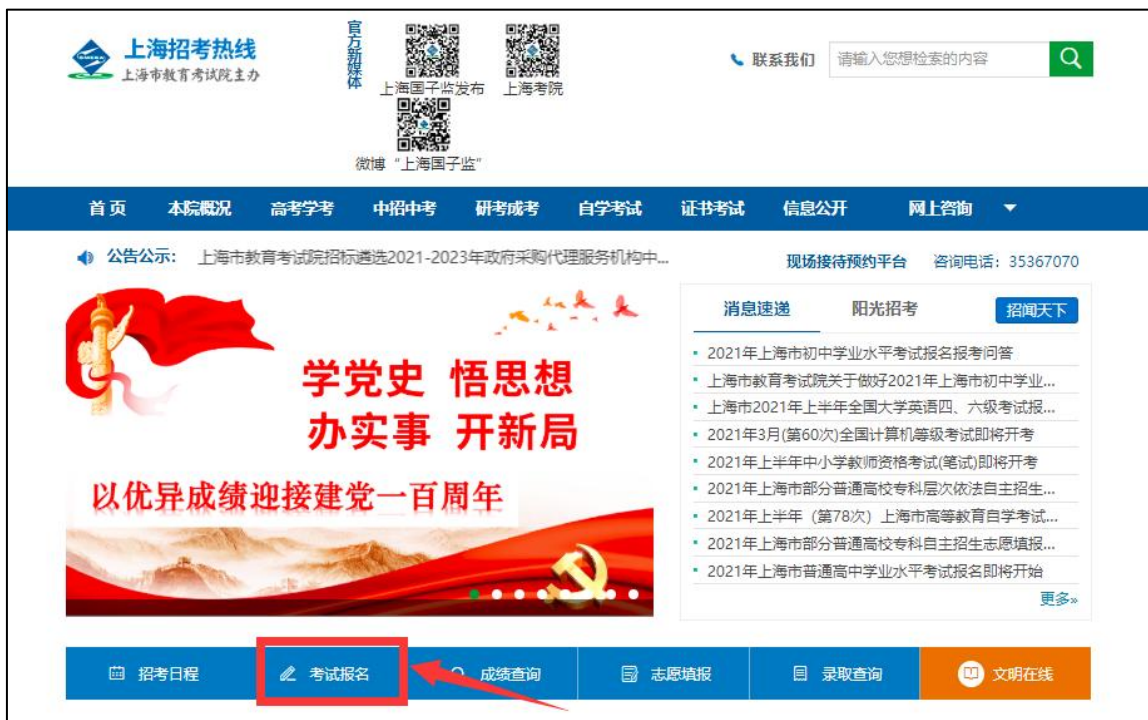 上海招考热线
上海市教育考试院主办
官方新媒体
上海国子监发布
上海考院
微博“上海国子监”
联系我们
请输入您想检索的内容
首页 本院概况 高考学考 中招中考 研考成考 自学考试 证书考试 信息公开 网上咨询
公告公示： 上海市教育考试院招标遴选2021-2023年政府采购代理服务机构中...
现场接待预约平台 咨询电话：35367070
学党史 悟思想
办实事 开新局
以优异成绩迎接建党一百周年
消息速递 阳光招考 招闻天下
2021年上海市初中学业水平考试报名报考问答
上海市教育考试院关于做好2021年上海市初中学业...
上海市2021年上半年全国大学英语四、六级考试报...
2021年3月(第60次)全国计算机等级考试即将开考
2021年上半年中小学教师资格考试(笔试)即将开考
2021年上海市部分普通高校专科层次依法自主招生...
2021年上半年（第78次）上海市高等教育自学考试...
2021年上海市部分普通高校专科自主招生志愿填报...
2021年上海市普通高中学业水平考试报名即将开始
更多»
招考日程 考试报名 成绩查询 志愿填报 录取查询 文明在线